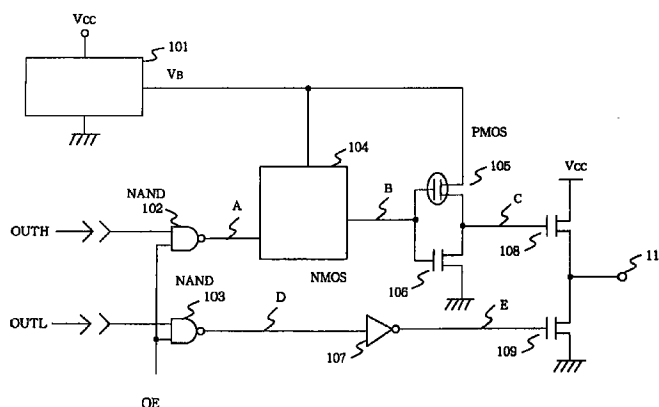 Vcc
101
VB
PMOS
104
105
Vcc
NAND
102
B
C
A
OUTH
108
11
NMOS
106
NAND
103
OUTL
D
E
107
109
OE